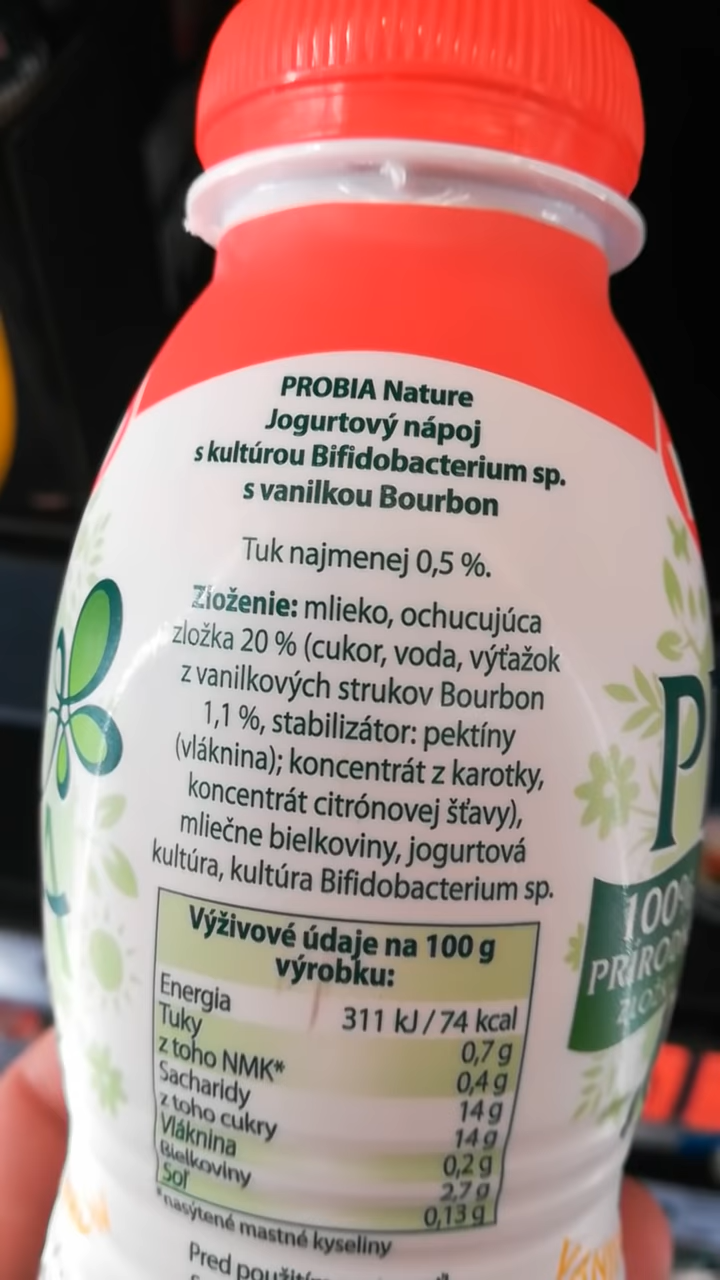 PROBIA Nature
Jogurtový nápoj
s kultúrou Bifidobacterium sp.
s vanilkou Bourbon
Tuk najmenej 0,5 %.
Zloženie: mlieko, ochucujúca
zložka 20 % (cukor, voda, výťažok
z vanilkových strukov Bourbon
1,1 %, stabilizátor: pektíny
(vláknina); koncentrát z karotky,
koncentrát citrónovej šťavy),
mliečne bielkoviny, jogurtová
kultúra, kultúra Bifidobacterium sp.
Výživové údaje na 100 g
výrobku:
Energia 311 kJ / 74 kcal
Tuky 0,7 g
z toho NMK* 0,4 g
Sacharidy 14 g
z toho cukry 14 g
Vláknina 0,2 g
Bielkoviny 2,7 g
Soľ 0,13 g
*nasýtené mastné kyseliny
Pred
100%